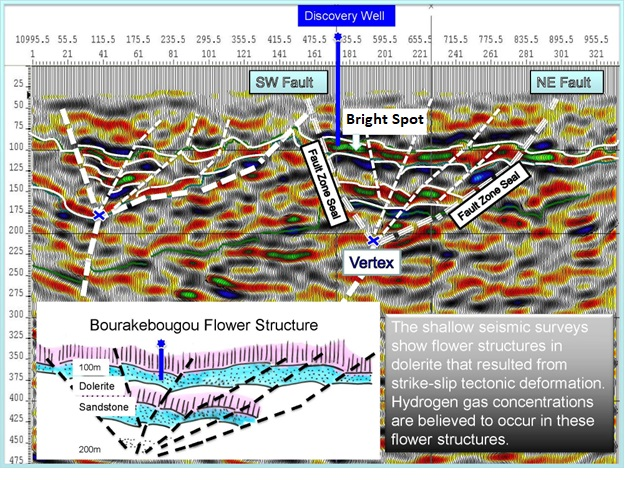 Discovery Well
10995.5 55.5 115.5 175.5 235.5 295.5 355.5 415.5 475.5 535.5 595.5 655.5 715.5 775.5 835.5 895.5 955.5
1 21 41 61 81 101 121 141 161 181 201 221 241 261 281 301 321
SW Fault
NE Fault
Bright Spot
Fault Zone Seal
Fault Zone Seal
Vertex
25
50
75
100
125
150
175
200
225
250
275
300
325
350
375
400
425
450
475
Bourakebougou Flower Structure
100m
Dolerite
Sandstone
200m
The shallow seismic surveys
show flower structures in
dolerite that resulted from
strike-slip tectonic deformation.
Hydrogen gas concentrations
are believed to occur in these
flower structures.